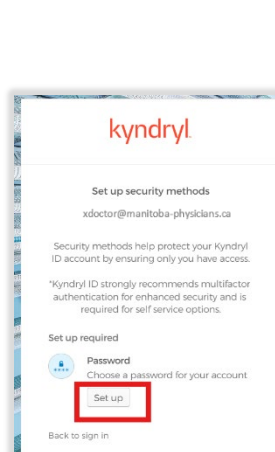 kyndryl
Set up security methods
xdoctor@manitoba-physicians.ca
Security methods help protect your Kyndryl
ID account by ensuring only you have access.
*Kyndryl ID strongly recommends multifactor
authentication for enhanced security and is
required for self service options.
Set up required
Password
Choose a password for your account
Set up
Back to sign in